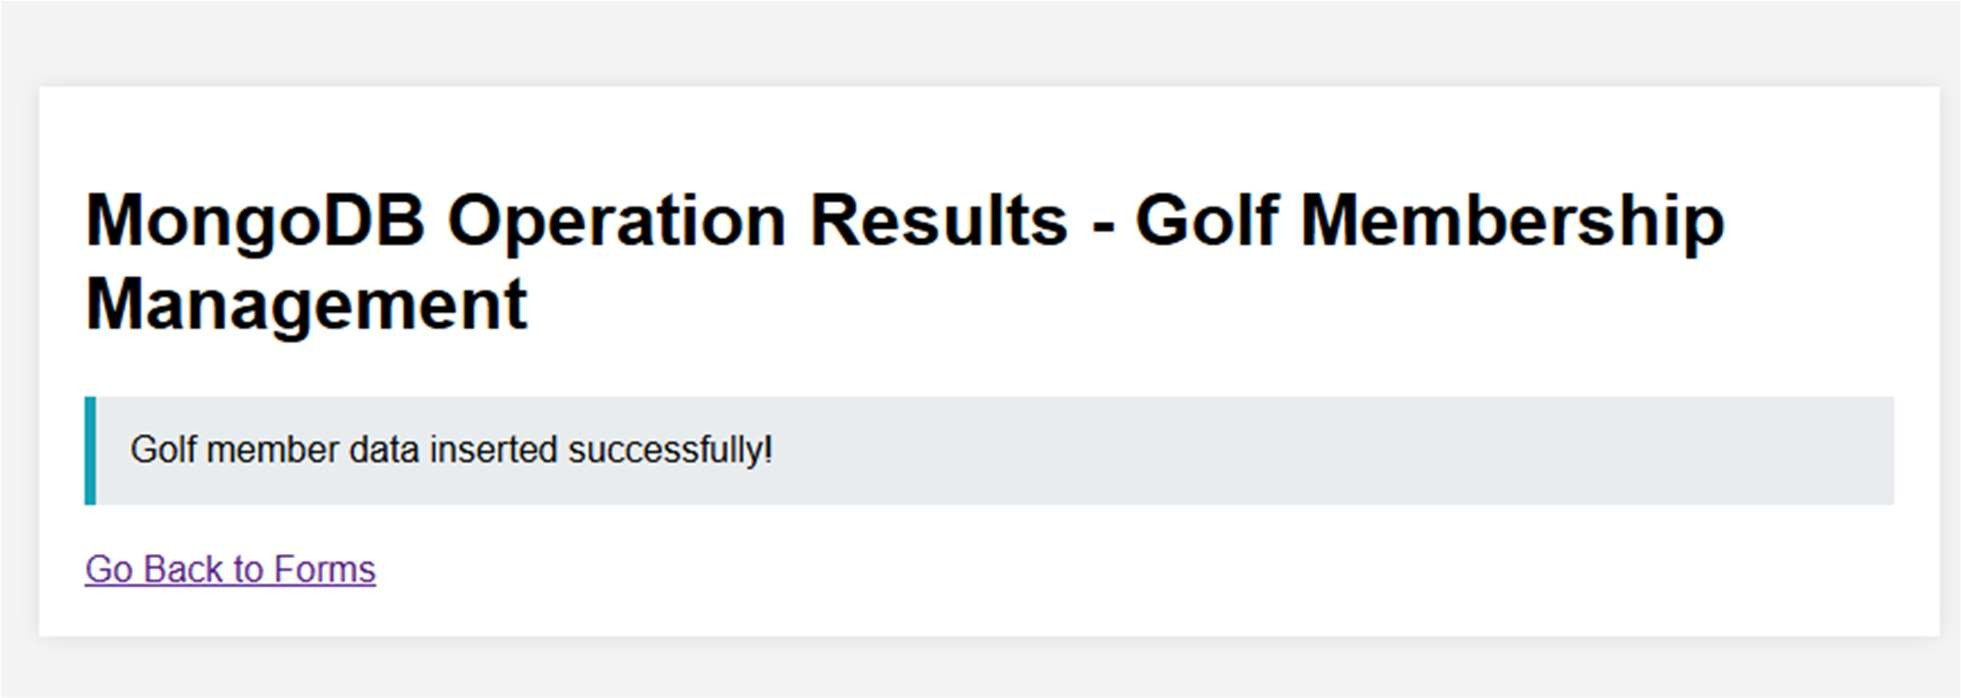 MongoDB Operation Results - Golf Membership
Management
Golf member data inserted successfully!
Go Back to Forms